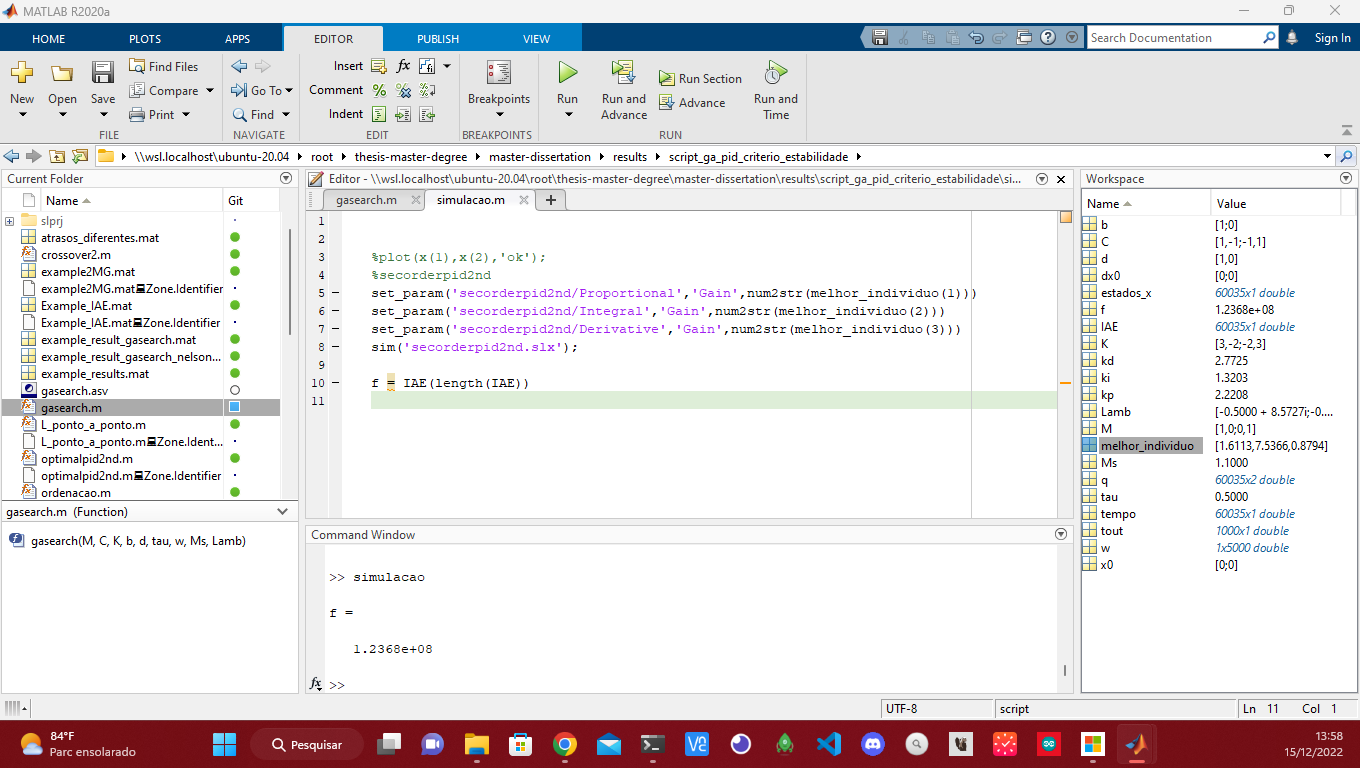 MATLAB R2020a
HOME PLOTS APPS EDITOR PUBLISH VIEW
Search Documentation
Sign In
New
Open
Save
Find Files
Compare
Print
FILE
Go To
Find
NAVIGATE
Insert
Comment
Indent
EDIT
Breakpoints
BREAKPOINTS
Run
Run and
Advance
Run Section
Advance
Run and
Time
RUN
\\wsl.localhost\ubuntu-20.04 root thesis-master-degree master-dissertation results script_ga_pid_criterio_estabilidade
Current Folder
Name Git
slprj
atrasos_diferentes.mat
crossover2.m
example2MG.mat
example2MG.mat Zone.Identifier
Example_IAE.mat
Example_IAE.mat Zone.Identifier
example_result_gasearch.mat
example_result_gasearch_nelson...
example_results.mat
gasearch.asv
gasearch.m
L_ponto_a_ponto.m
L_ponto_a_ponto.m Zone.Ident...
optimalpid2nd.m
optimalpid2nd.m Zone.Identifier
ordenacao.m
gasearch.m (Function)
gasearch(M, C, K, b, d, tau, w, Ms, Lamb)
Editor - \\wsl.localhost\ubuntu-20.04\root\thesis-master-degree\master-dissertation\results\script_ga_pid_criterio_estabilidade\si...
gasearch.m simulacao.m
1
2
3 %plot(x(1),x(2),'ok');
4 %secorderpid2nd
5 set_param('secorderpid2nd/Proportional','Gain',num2str(melhor_individuo(1)))
6 set_param('secorderpid2nd/Integral','Gain',num2str(melhor_individuo(2)))
7 set_param('secorderpid2nd/Derivative','Gain',num2str(melhor_individuo(3)))
8 sim('secorderpid2nd.slx');
9
10 f = IAE(length(IAE))
11
Command Window
>> simulacao
f =
1.2368e+08
fx >>
Workspace
Name Value
b [1;0]
C [1,-1;-1,1]
d [1,0]
dx0 [0;0]
estados_x 60035x1 double
f 1.2368e+08
IAE 60035x1 double
K [3,-2;-2,3]
kd 2.7725
ki 1.3203
kp 2.2208
Lamb [-0.5000 + 8.5727i;-0....
M [1,0;0,1]
melhor_individuo [1.6113,7.5366,0.8794]
Ms 1.1000
q 60035x2 double
tau 0.5000
tempo 60035x1 double
tout 1000x1 double
w 1x5000 double
x0 [0;0]
UTF-8 script Ln 11 Col 1
84°F
Parc ensolarado
Pesquisar
13:58
15/12/2022